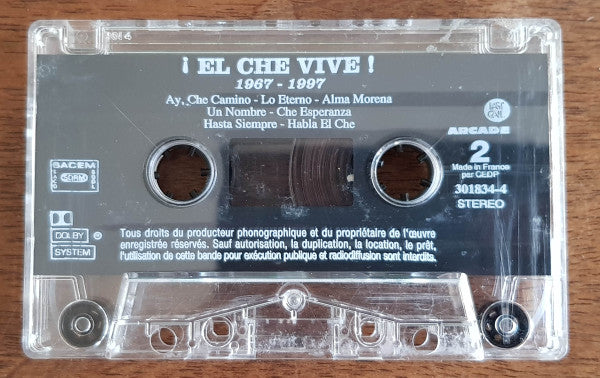 ¡ EL CHE VIVE !
1967 - 1997
Ay, Che Camino - Lo Eterno - Alma Morena
Un Nombre - Che Esperanza
Hasta Siempre - Habla El Che
ARCADE
2
Made in France
par CEDP
301834-4
STEREO
SACEM
SDRM
DOLBY
SYSTEM
®
Tous droits du producteur phonographique et du propriétaire de l'œuvre
enregistrée réservés. Sauf autorisation, la duplication, la location, le prêt,
l'utilisation de cette bande pour exécution publique et radiodiffusion sont interdits.